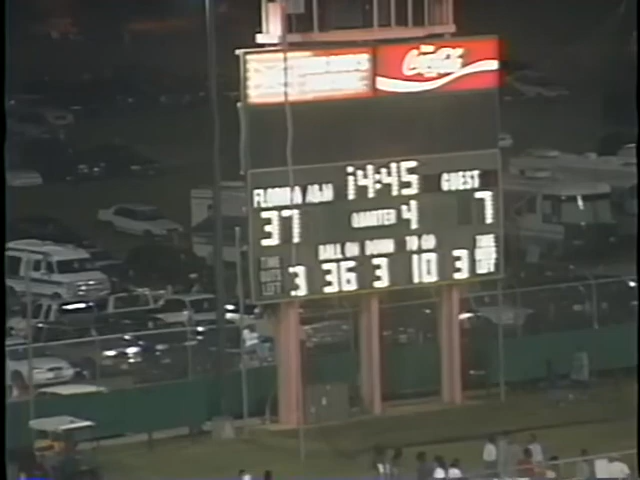 Coca-Cola
FLORIDA A&M 14:45 GUEST
37 QUARTER 4 7
BALL ON DOWN TO GO
TIME OUTS LEFT 3 36 3 10 3 TIME OUTS LEFT